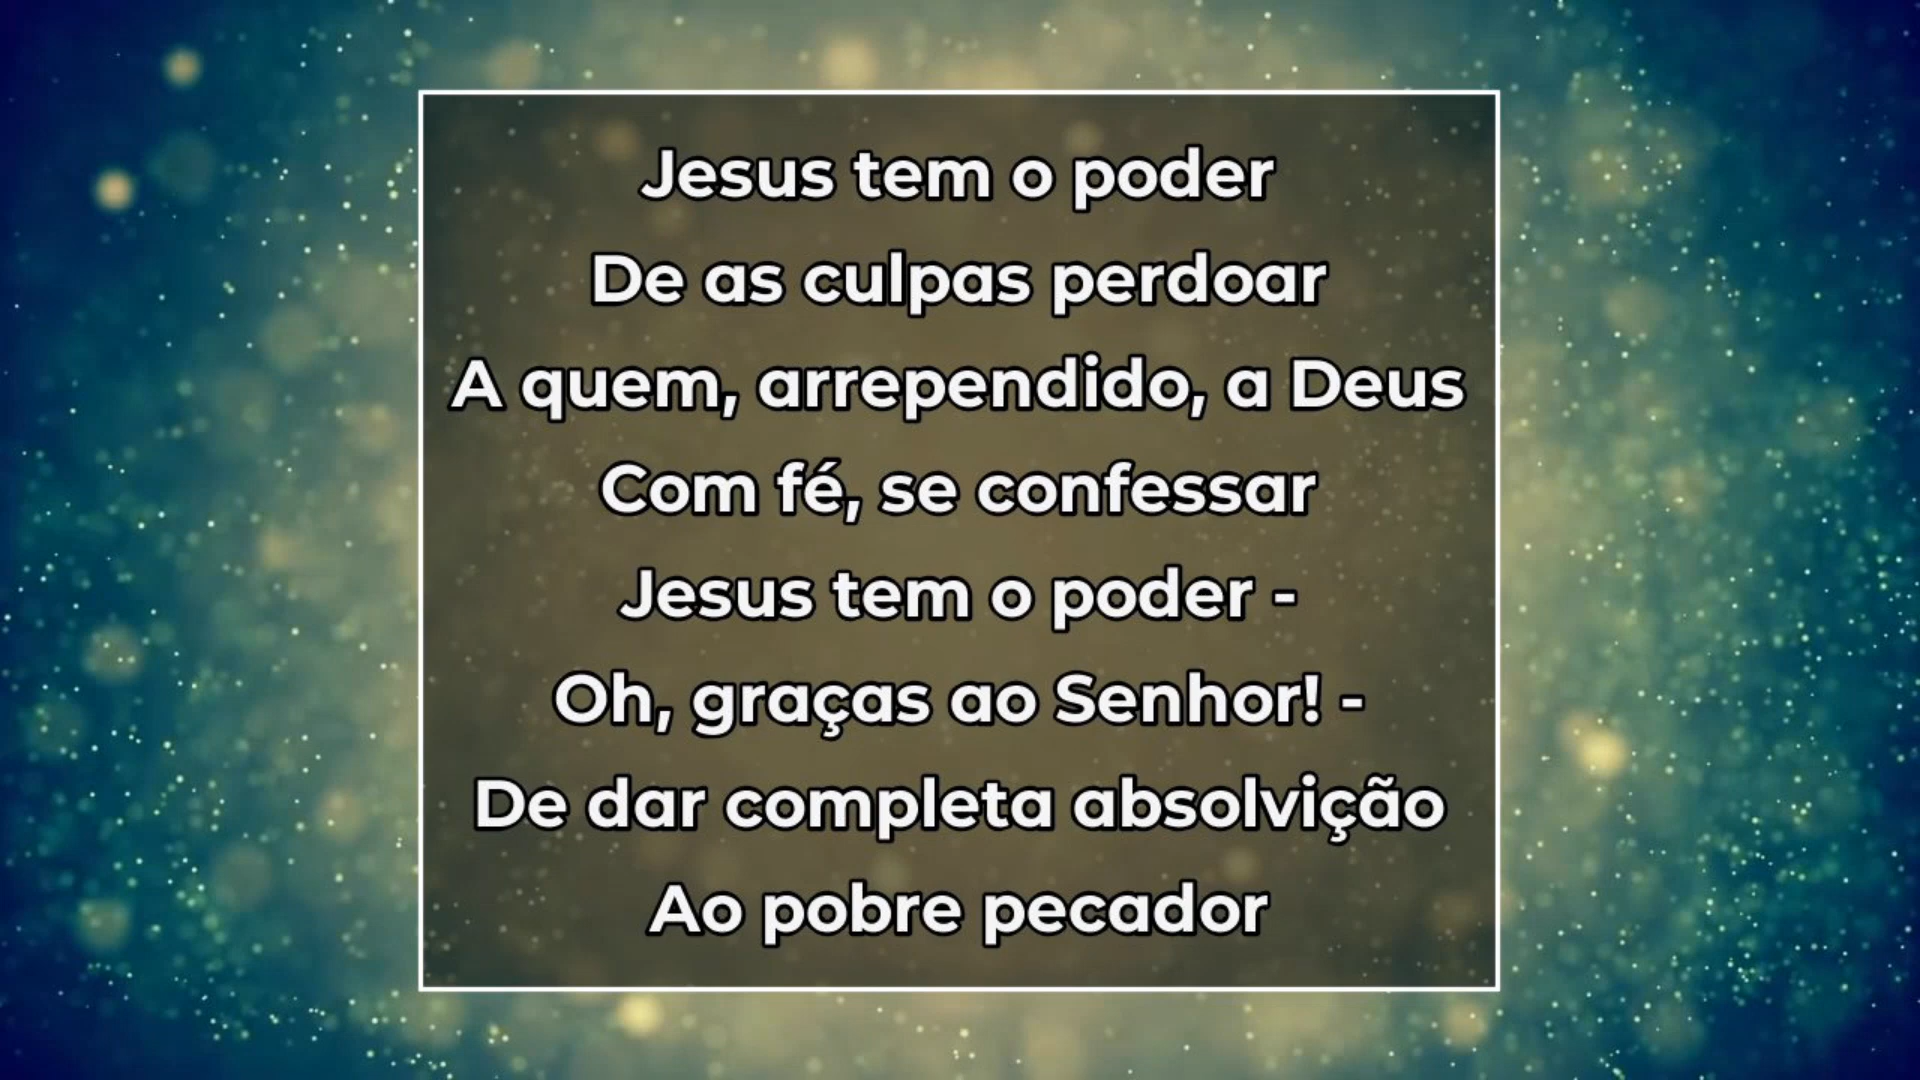 Jesus tem o poder
De as culpas perdoar
A quem, arrependido, a Deus
Com fé, se confessar
Jesus tem o poder -
Oh, graças ao Senhor! -
De dar completa absolvição
Ao pobre pecador